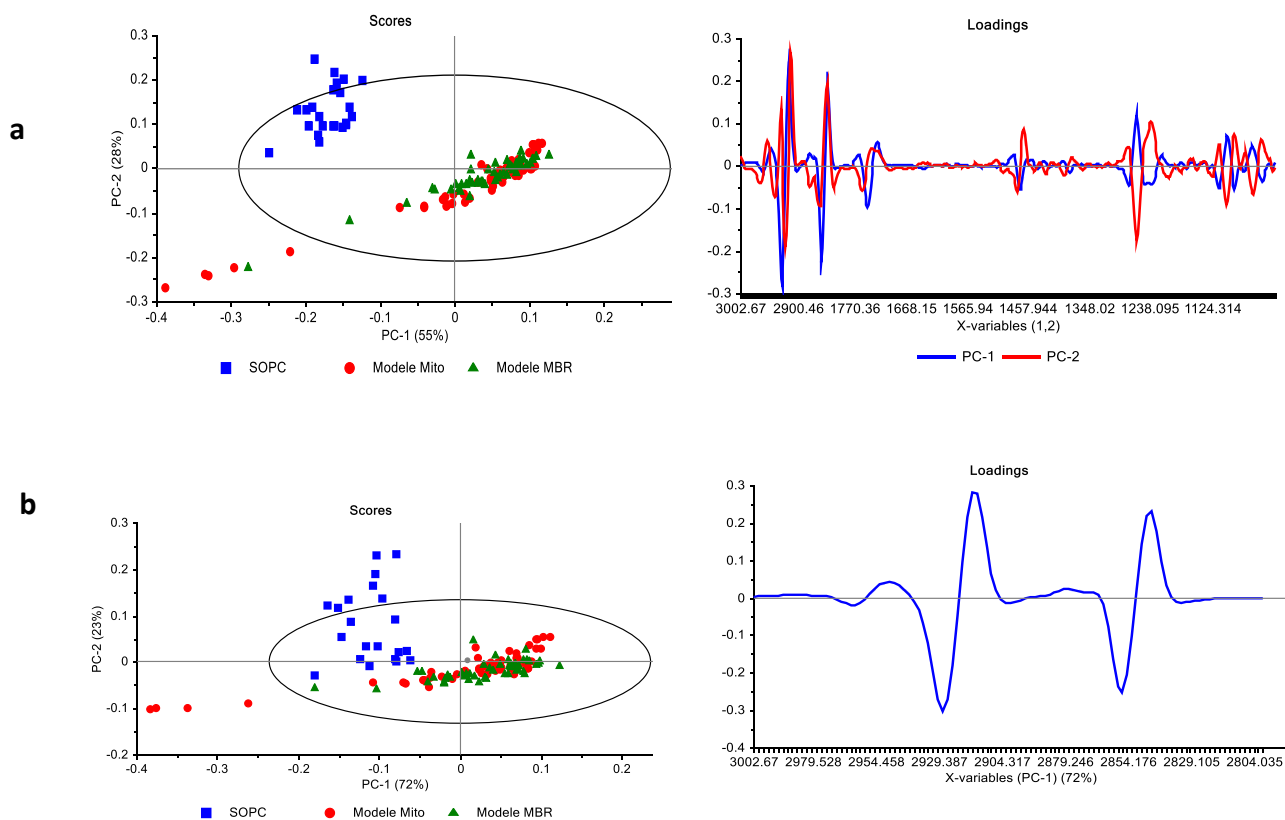 a
Scores
0.3
0.2
0.1
0
-0.1
-0.2
-0.3
PC-2 (28%)
-0.4 -0.3 -0.2 -0.1 0 0.1 0.2
PC-1 (55%)
SOPC Modele Mito Modele MBR
Loadings
0.3
0.2
0.1
0
-0.1
-0.2
-0.3
3002.67 2900.46 1770.36 1668.15 1565.94 1457.944 1348.02 1238.095 1124.314
X-variables (1,2)
PC-1 PC-2
b
Scores
0.3
0.2
0.1
0
-0.1
-0.2
PC-2 (23%)
-0.4 -0.3 -0.2 -0.1 0 0.1 0.2
PC-1 (72%)
SOPC Modele Mito Modele MBR
Loadings
0.3
0.2
0.1
0
-0.1
-0.2
-0.3
-0.4
3002.67 2979.528 2954.458 2929.387 2904.317 2879.246 2854.176 2829.105 2804.035
X-variables (PC-1) (72%)